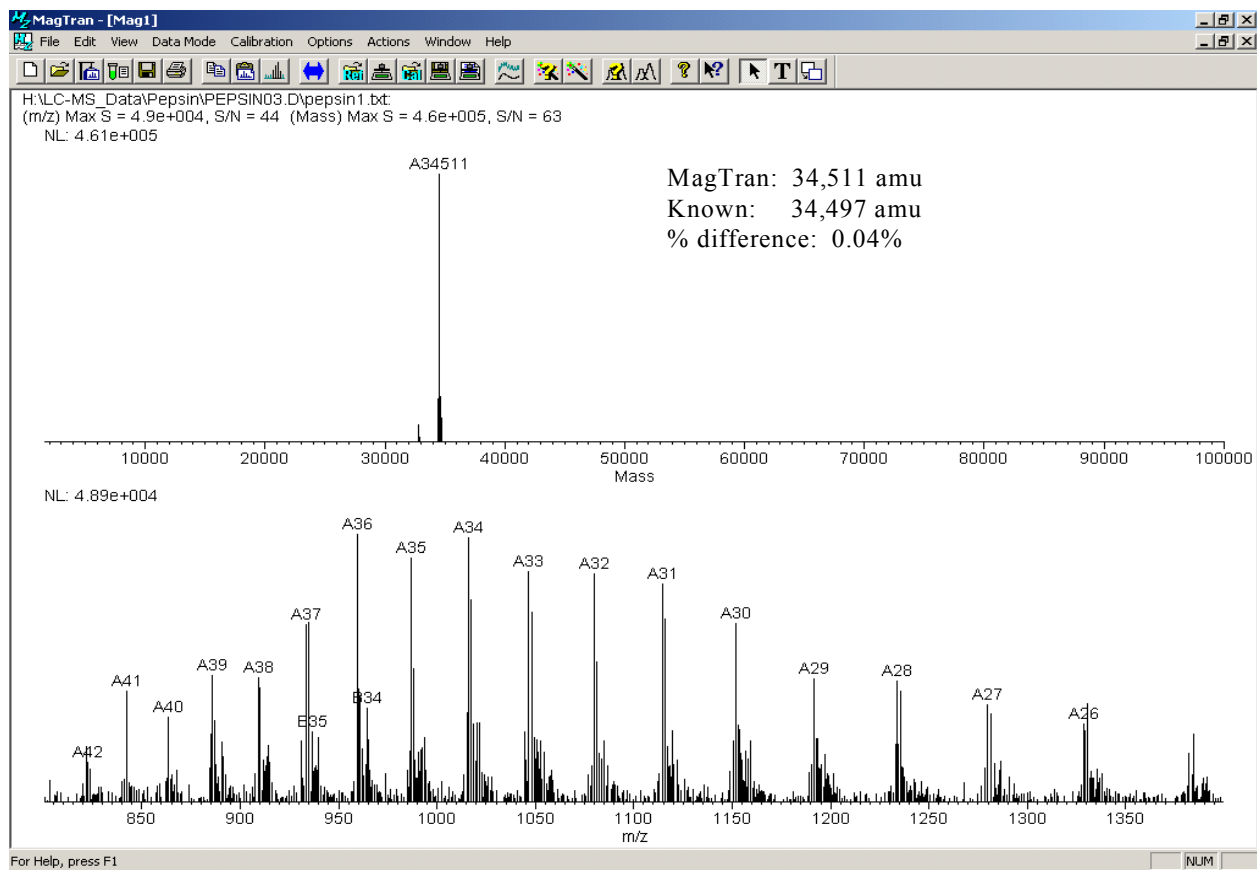 MagTran - [Mag1]
File Edit View Data Mode Calibration Options Actions Window Help
H:\LC-MS_Data\Pepsin\PEPSIN03.D\pepsin1.txt:
(m/z) Max S = 4.9e+004, S/N = 44 (Mass) Max S = 4.6e+005, S/N = 63
NL: 4.61e+005
A34511
MagTran: 34,511 amu
Known: 34,497 amu
% difference: 0.04%
10000 20000 30000 40000 50000 60000 70000 80000 90000 100000
Mass
NL: 4.89e+004
A42 A41 A40 A39 A38 A37 E35 A36 B34 A35 A34 A33 A32 A31 A30 A29 A28 A27 A26
850 900 950 1000 1050 1100 1150 1200 1250 1300 1350
m/z
For Help, press F1
NUM